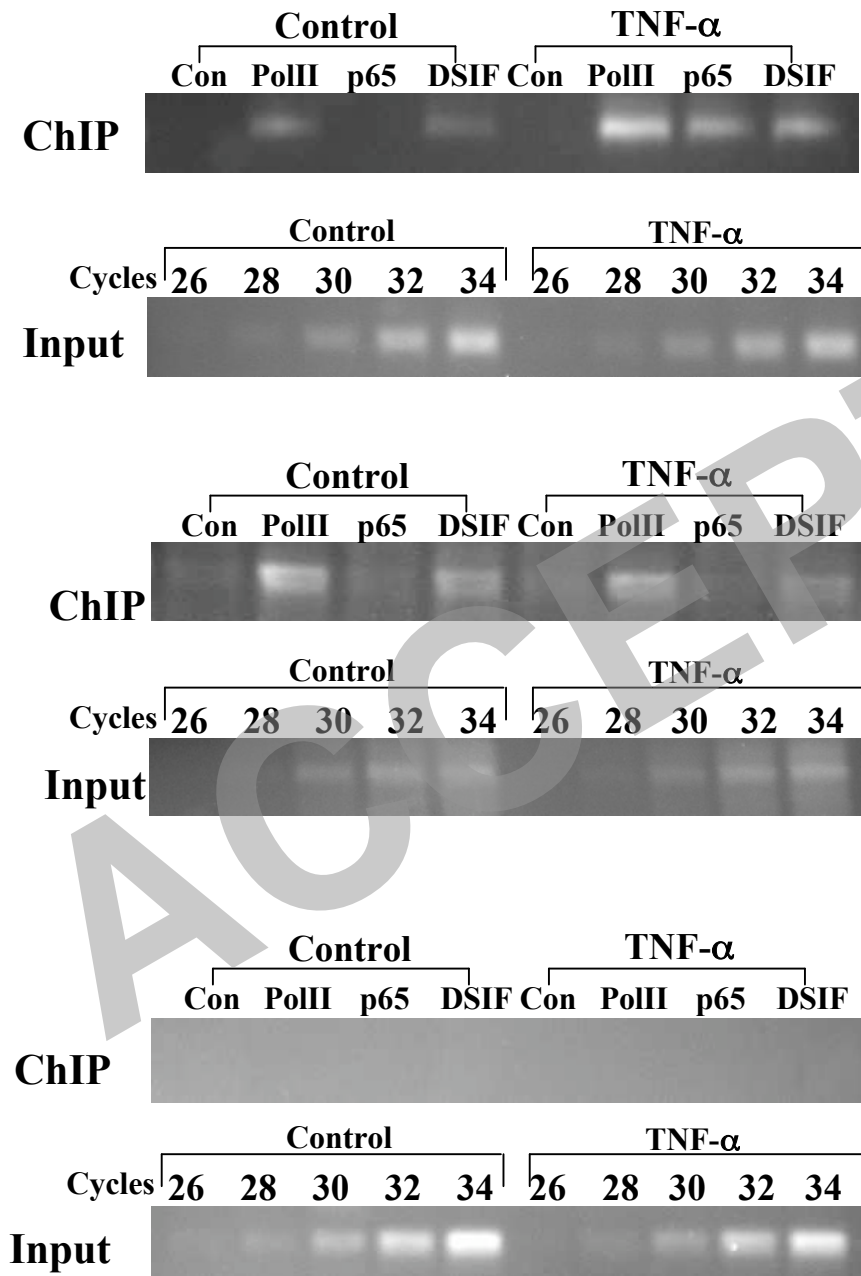 Control TNF-α
Con PolII p65 DSIF Con PolII p65 DSIF
ChIP
Control TNF-α
Cycles 26 28 30 32 34 26 28 30 32 34
Input
Control TNF-α
Con PolII p65 DSIF Con PolII p65 DSIF
ChIP
Control TNF-α
Cycles 26 28 30 32 34 26 28 30 32 34
Input
Control TNF-α
Con PolII p65 DSIF Con PolII p65 DSIF
ChIP
Control TNF-α
Cycles 26 28 30 32 34 26 28 30 32 34
Input
ACCEPT